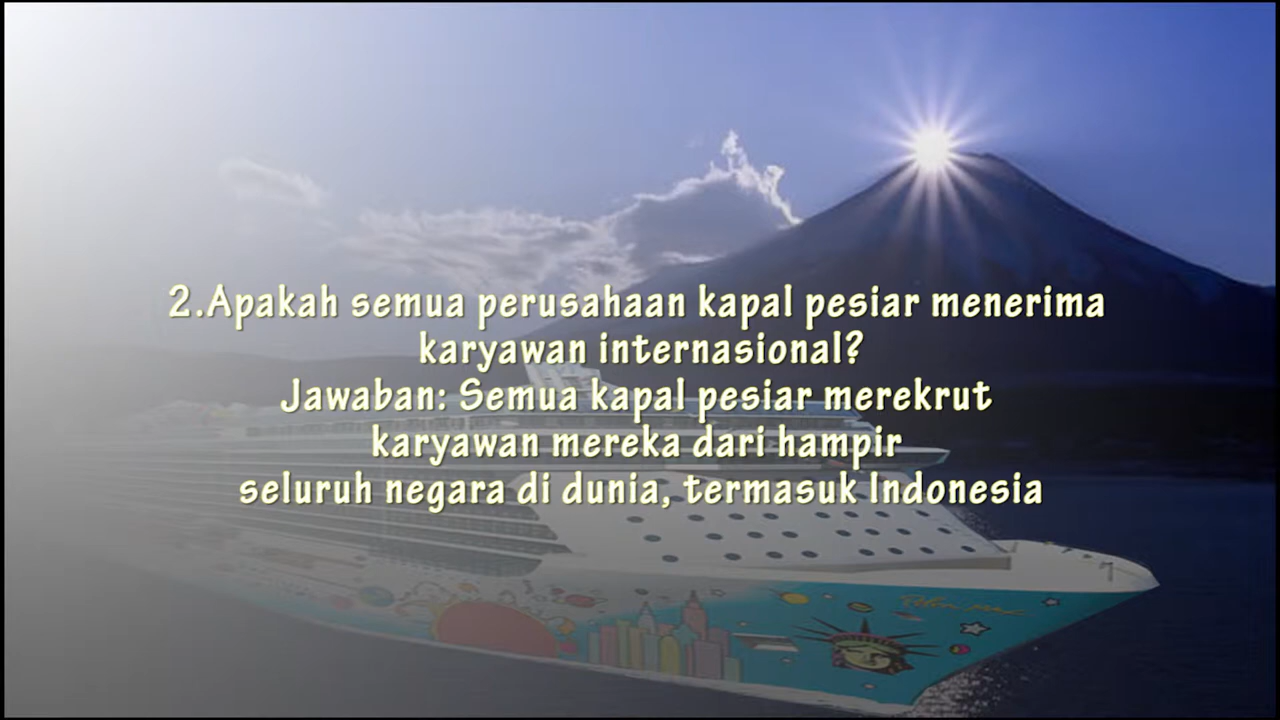 2.Apakah semua perusahaan kapal pesiar menerima
karyawan internasional?
Jawaban: Semua kapal pesiar merekrut
karyawan mereka dari hampir
seluruh negara di dunia, termasuk Indonesia